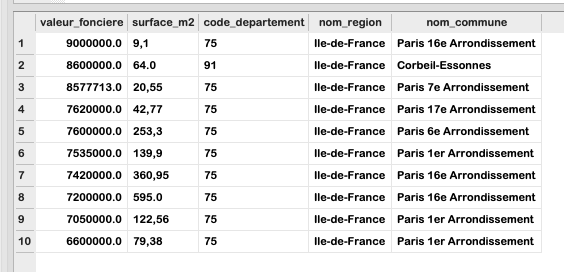 valeur_fonciere surface_m2 code_departement nom_region nom_commune
1 9000000.0 9,1 75 Ile-de-France Paris 16e Arrondissement
2 8600000.0 64.0 91 Ile-de-France Corbeil-Essonnes
3 8577713.0 20,55 75 Ile-de-France Paris 7e Arrondissement
4 7620000.0 42,77 75 Ile-de-France Paris 17e Arrondissement
5 7600000.0 253,3 75 Ile-de-France Paris 6e Arrondissement
6 7535000.0 139,9 75 Ile-de-France Paris 1er Arrondissement
7 7420000.0 360,95 75 Ile-de-France Paris 16e Arrondissement
8 7200000.0 595.0 75 Ile-de-France Paris 16e Arrondissement
9 7050000.0 122,56 75 Ile-de-France Paris 1er Arrondissement
10 6600000.0 79,38 75 Ile-de-France Paris 1er Arrondissement